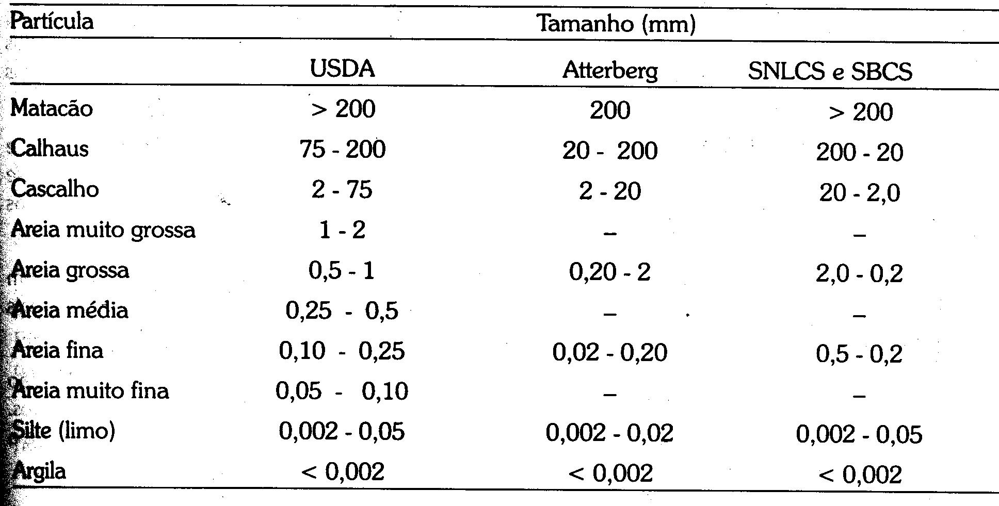 Partícula Tamanho (mm)
USDA Atterberg SNLCS e SBCS
Matacão > 200 200 > 200
Calhaus 75 - 200 20 - 200 200 - 20
Cascalho 2 - 75 2 - 20 20 - 2,0
Areia muito grossa 1 - 2 – –
Areia grossa 0,5 - 1 0,20 - 2 2,0 - 0,2
Areia média 0,25 - 0,5 – –
Areia fina 0,10 - 0,25 0,02 - 0,20 0,5 - 0,2
Areia muito fina 0,05 - 0,10 – –
Silte (limo) 0,002 - 0,05 0,002 - 0,02 0,002 - 0,05
Argila < 0,002 < 0,002 < 0,002